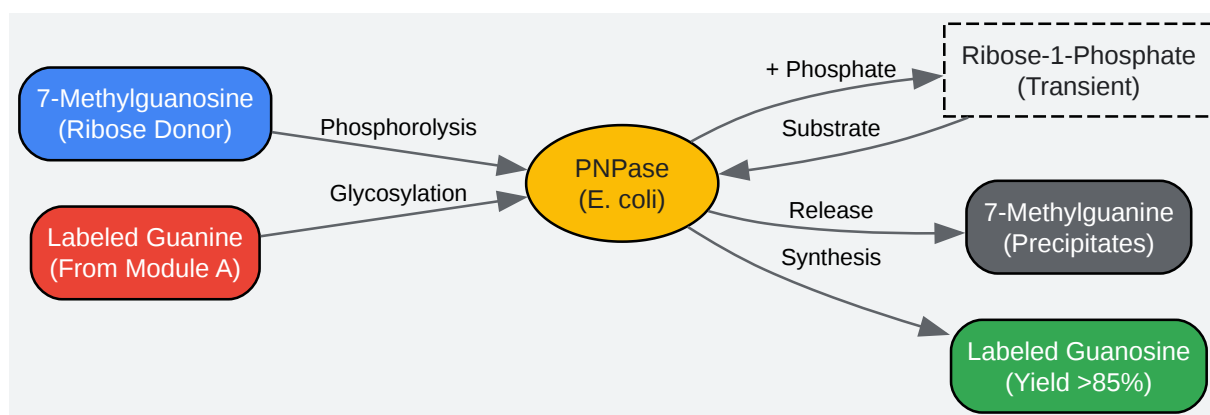 7-Methylguanosine
(Ribose Donor)
Phosphorolysis
Labeled Guanine
(From Module A)
Glycosylation
PNPase
(E. coli)
+ Phosphate
Substrate
Ribose-1-Phosphate
(Transient)
Release
7-Methylguanine
(Precipitates)
Synthesis
Labeled Guanosine
(Yield >85%)